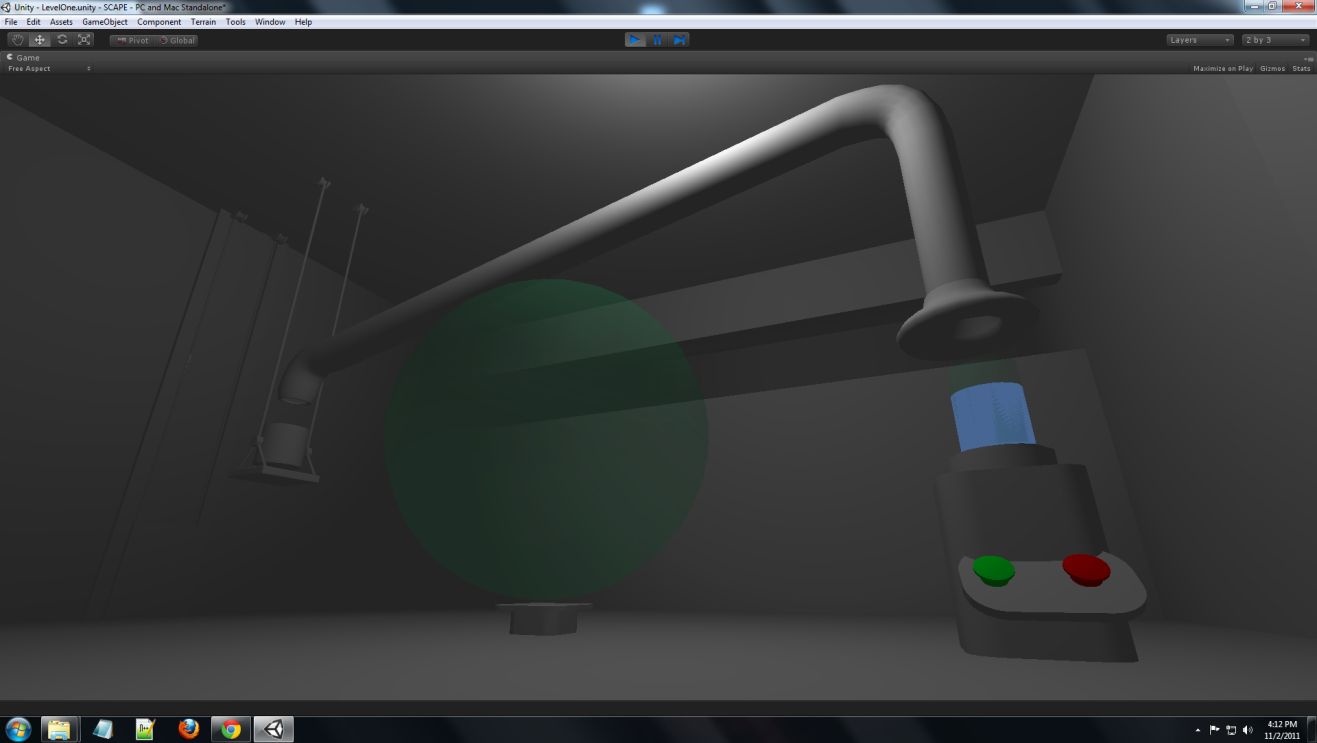 Unity - LevelOne.unity - SCAPE - PC and Mac Standalone*
File Edit Assets GameObject Component Terrain Tools Window Help
Pivot Global Layers 2 by 3
Game
Free Aspect Maximize on Play Gizmos Stats
4:12 PM
11/2/2011